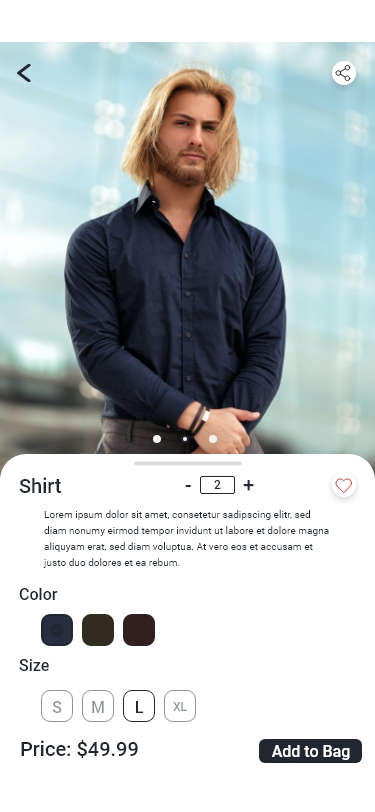 Shirt
- 2 +
Lorem ipsum dolor sit amet, consetetur sadipscing elitr, sed
diam nonumy eirmod tempor invidunt ut labore et dolore magna
aliquyam erat, sed diam voluptua. At vero eos et accusam et
justo duo dolores et ea rebum.
Color
Size
S M L XL
Price: $49.99 Add to Bag